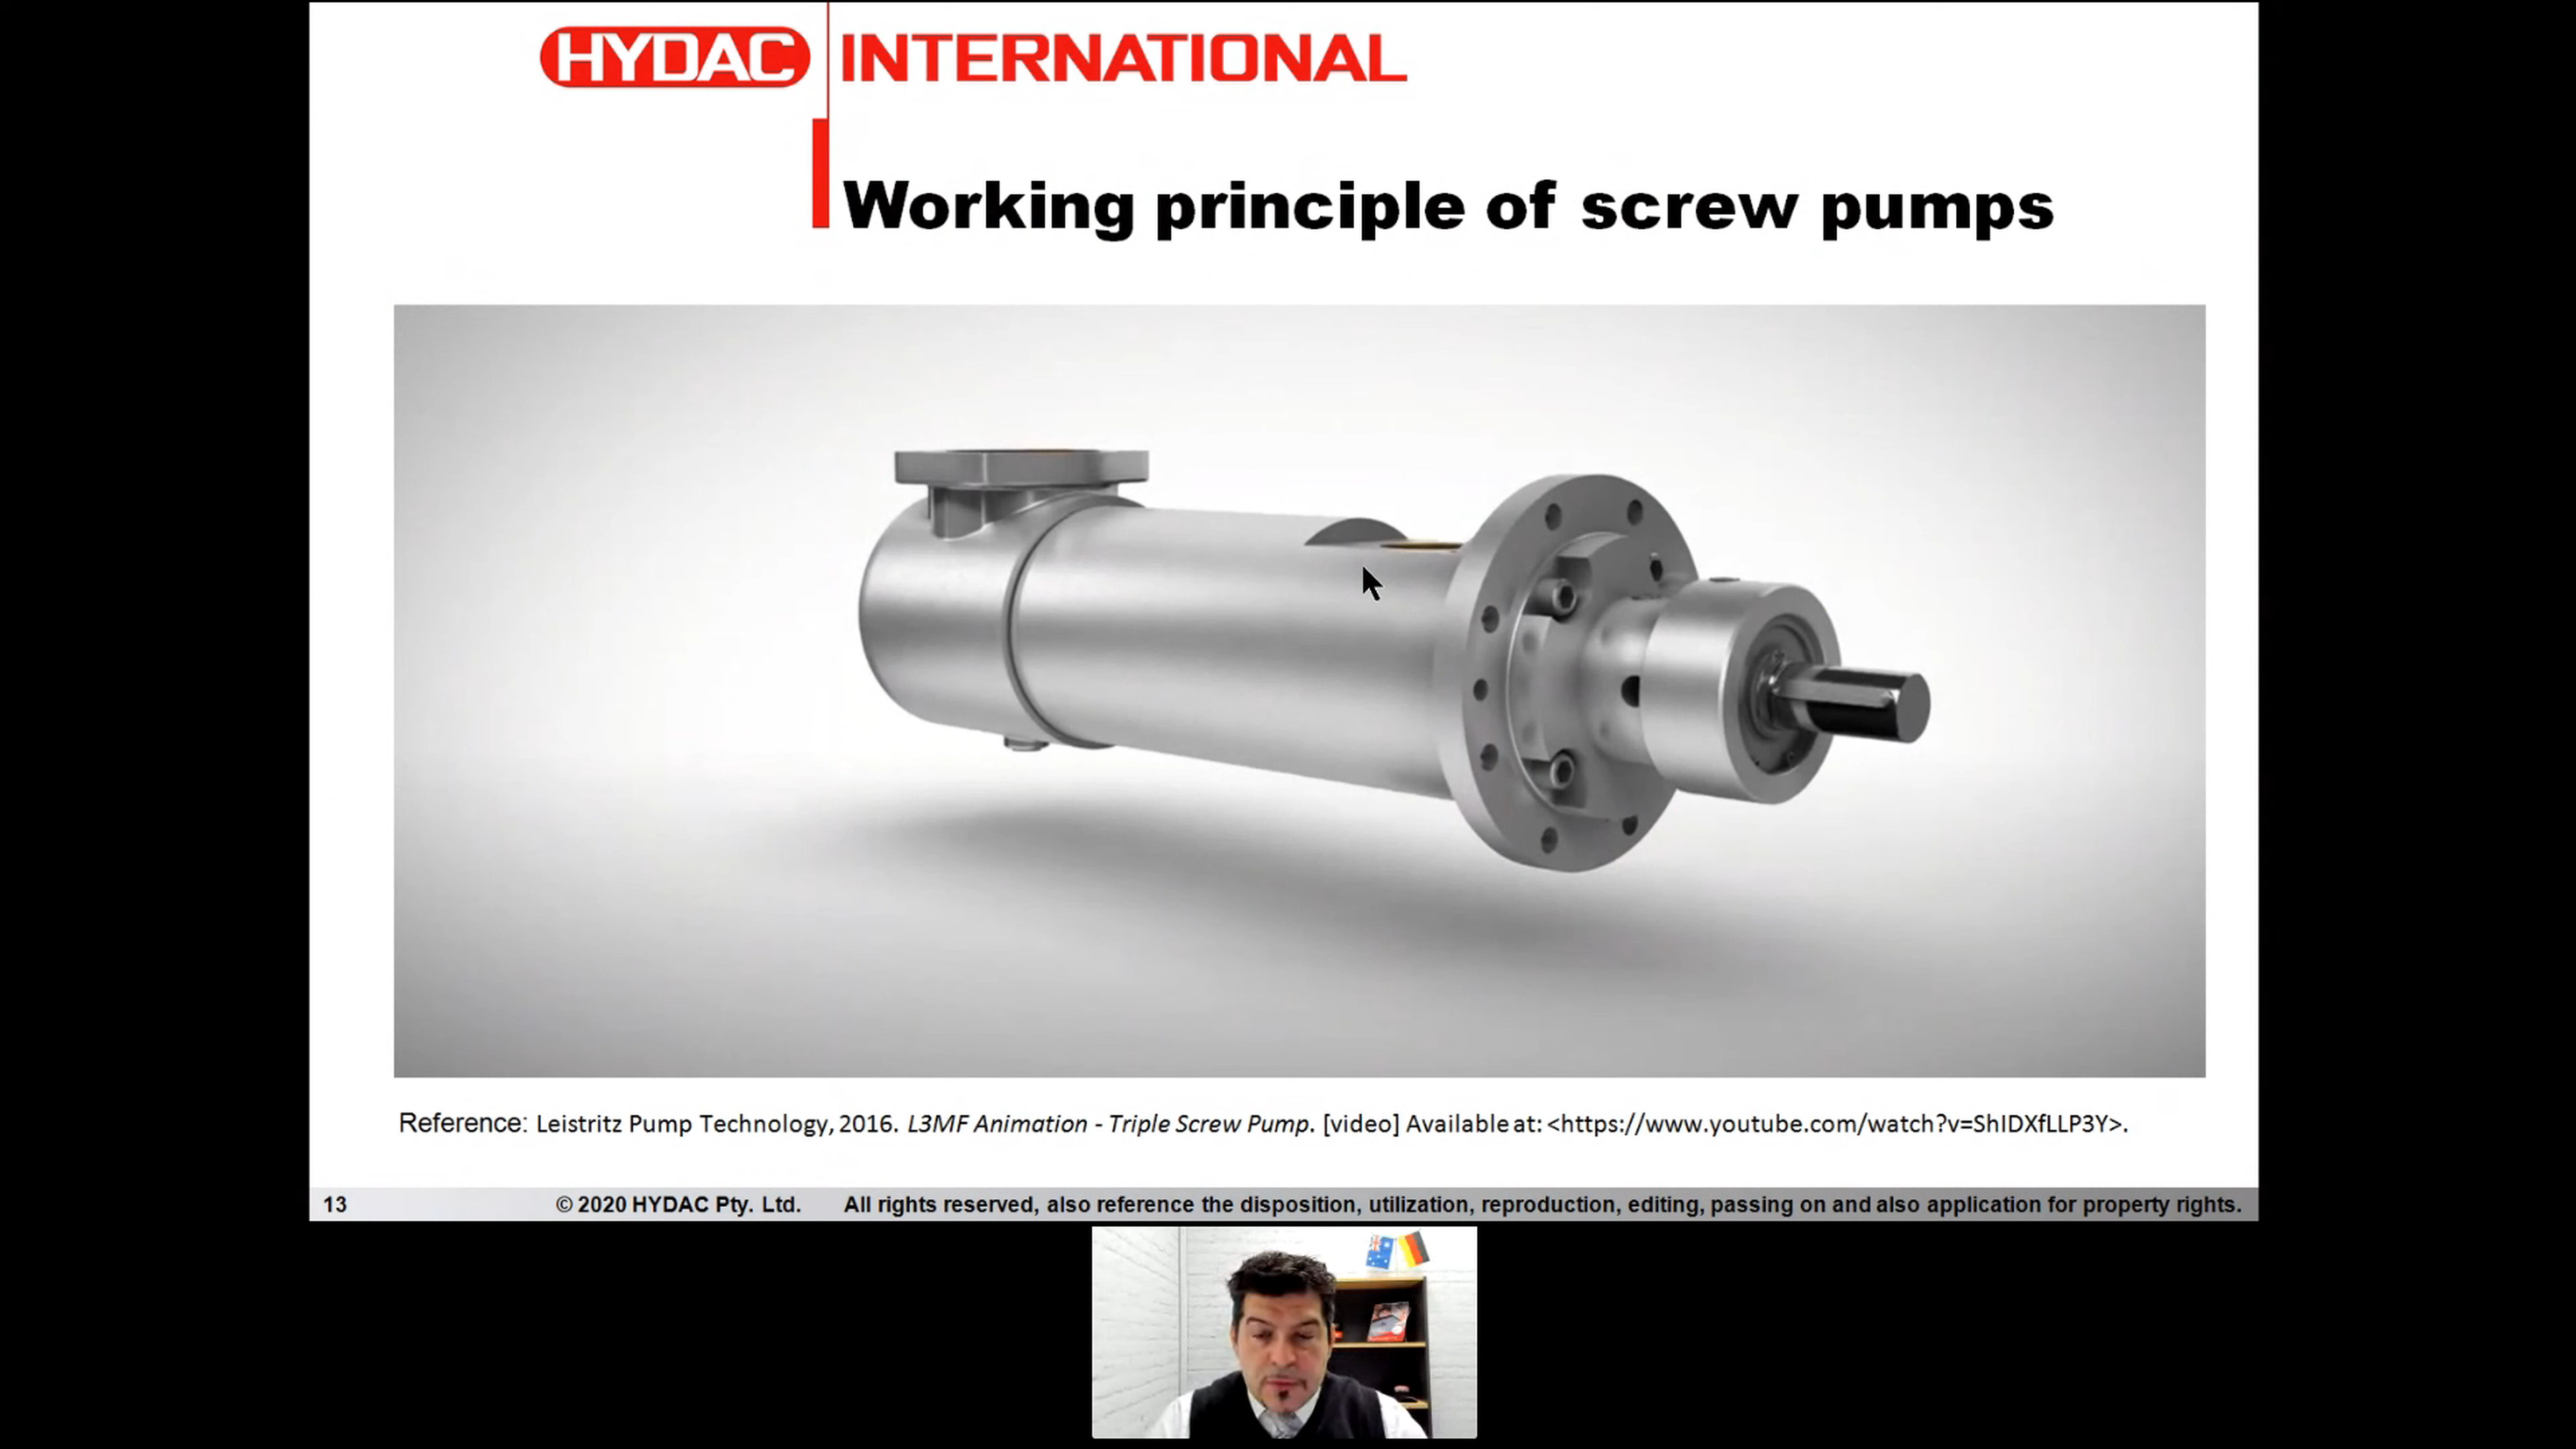 HYDAC INTERNATIONAL
Working principle of screw pumps
Reference: Leistritz Pump Technology, 2016. L3MF Animation - Triple Screw Pump. [video] Available at: <https://www.youtube.com/watch?v=ShIDXfLLP3Y>.
13 © 2020 HYDAC Pty. Ltd. All rights reserved, also reference the disposition, utilization, reproduction, editing, passing on and also application for property rights.